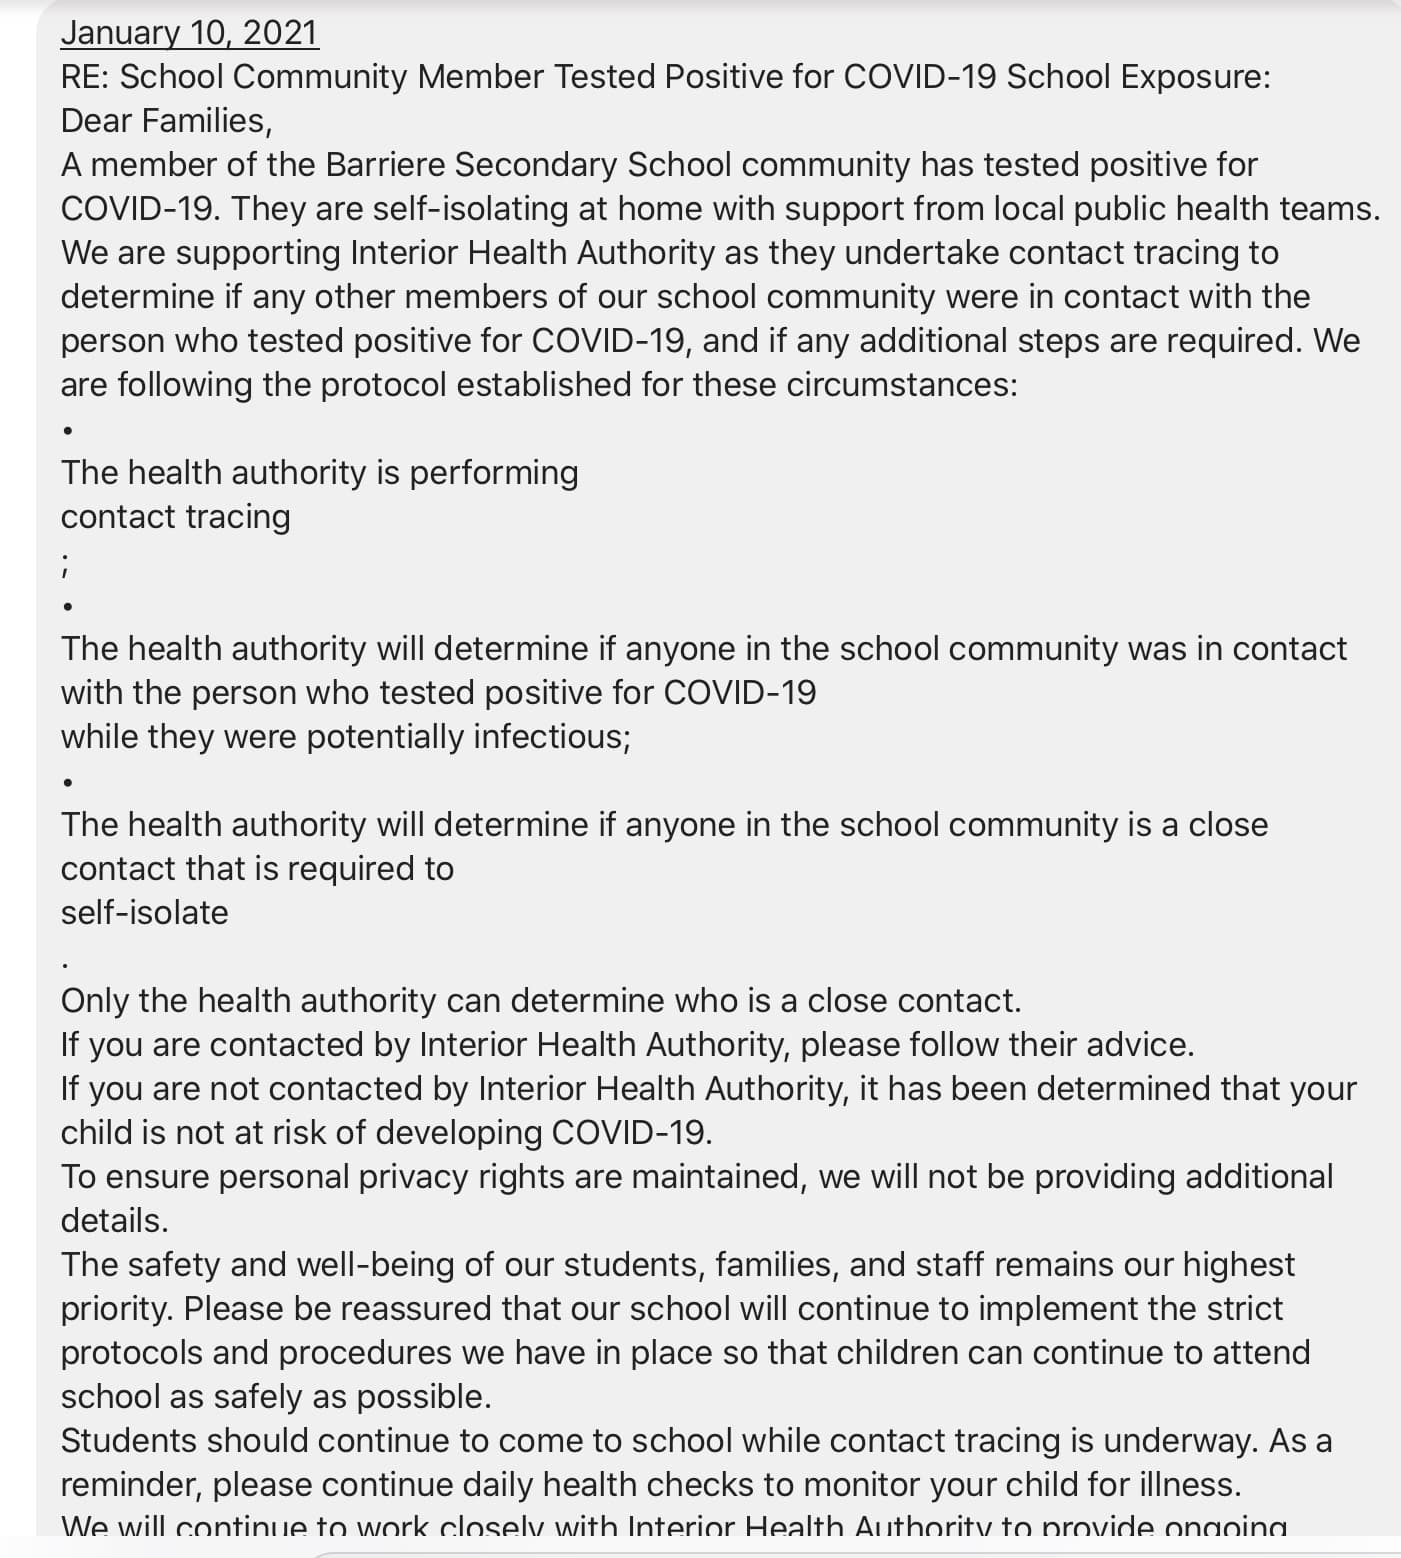 January 10, 2021
RE: School Community Member Tested Positive for COVID-19 School Exposure:
Dear Families,
A member of the Barriere Secondary School community has tested positive for
COVID-19. They are self-isolating at home with support from local public health teams.
We are supporting Interior Health Authority as they undertake contact tracing to
determine if any other members of our school community were in contact with the
person who tested positive for COVID-19, and if any additional steps are required. We
are following the protocol established for these circumstances:
•
The health authority is performing
contact tracing
;
•
The health authority will determine if anyone in the school community was in contact
with the person who tested positive for COVID-19
while they were potentially infectious;
•
The health authority will determine if anyone in the school community is a close
contact that is required to
self-isolate
.
Only the health authority can determine who is a close contact.
If you are contacted by Interior Health Authority, please follow their advice.
If you are not contacted by Interior Health Authority, it has been determined that your
child is not at risk of developing COVID-19.
To ensure personal privacy rights are maintained, we will not be providing additional
details.
The safety and well-being of our students, families, and staff remains our highest
priority. Please be reassured that our school will continue to implement the strict
protocols and procedures we have in place so that children can continue to attend
school as safely as possible.
Students should continue to come to school while contact tracing is underway. As a
reminder, please continue daily health checks to monitor your child for illness.
We will continue to work closely with Interior Health Authority to provide ongoing